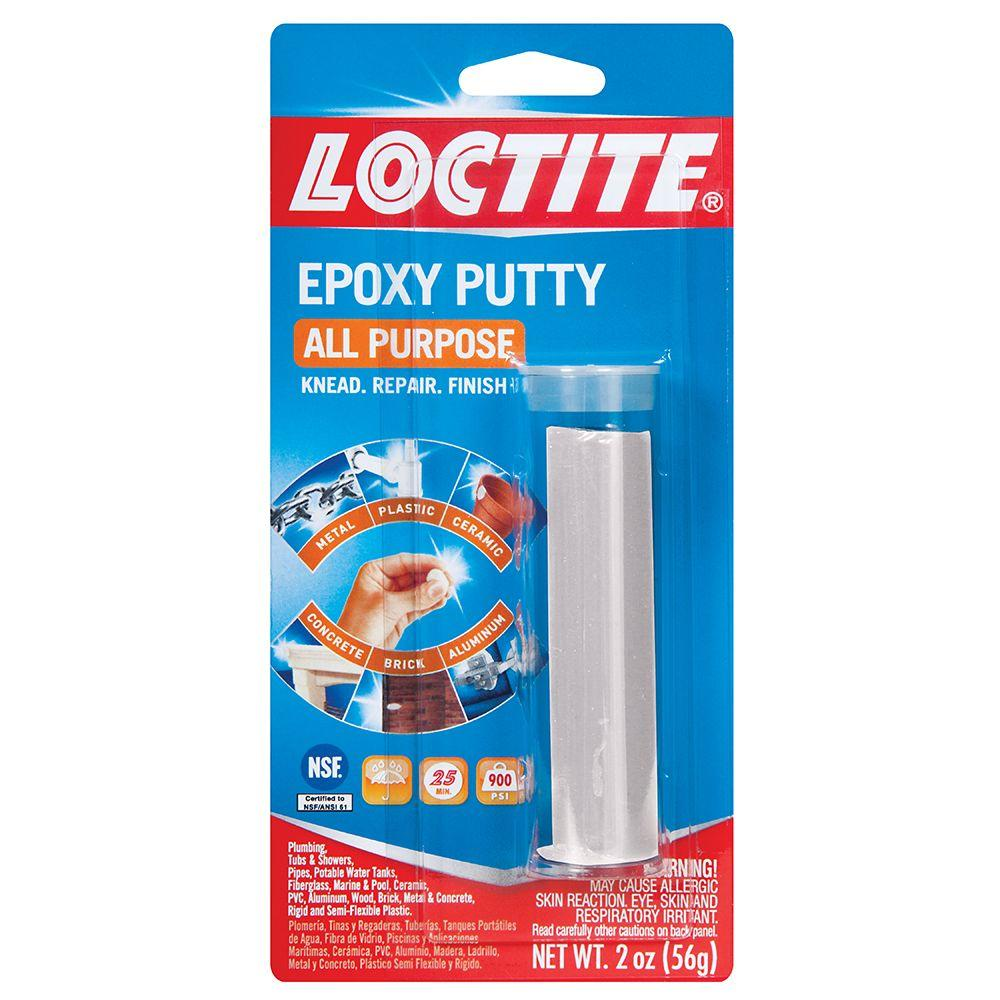 LOCTITE®
EPOXY PUTTY
ALL PURPOSE
KNEAD. REPAIR. FINISH
METAL
PLASTIC
CERAMIC
CONCRETE
BRICK
ALUMINUM
NSF.
Certified to
NSF/ANSI 61
25
MIN.
900
PSI
Plumbing,
Tubs & Showers,
Pipes, Potable Water Tanks,
Fiberglass, Marine & Pool, Ceramic,
PVC, Aluminum, Wood, Brick, Metal & Concrete,
Rigid and Semi-Flexible Plastic.
Plomería, Tinas y Regaderas, Tuberías, Tanques Portátiles
de Agua, Fibra de Vidrio, Piscinas y Aplicaciones
Marítimas, Cerámica, PVC, Aluminio, Madera, Ladrillo,
Metal y Concreto, Plástico Semi Flexible y Rígido.
RNING!
MAY CAUSE ALLERGIC
SKIN REACTION. EYE, SKIN AND
RESPIRATORY IRRITANT.
Read carefully other cautions on back panel.
NET WT. 2 oz (56g)